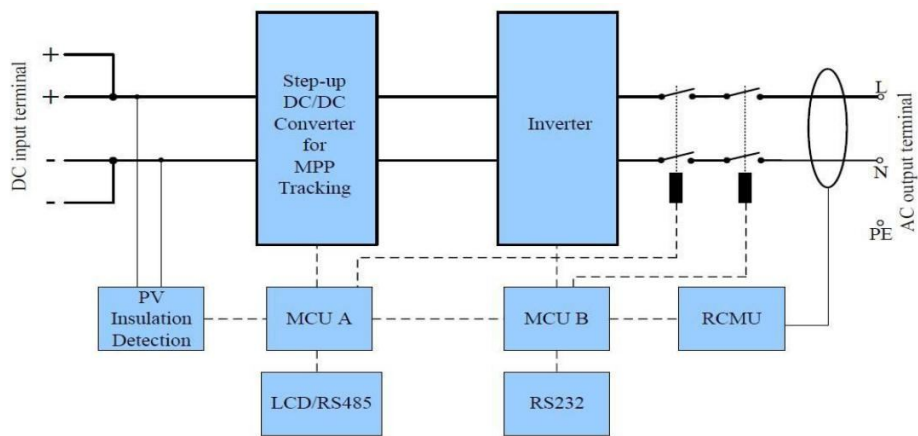 DC input terminal
+
+
-
-
Step-up
DC/DC
Converter
for
MPP
Tracking
Inverter
L
N
PE
AC output terminal
PV
Insulation
Detection
MCU A
MCU B
RCMU
LCD/RS485
RS232